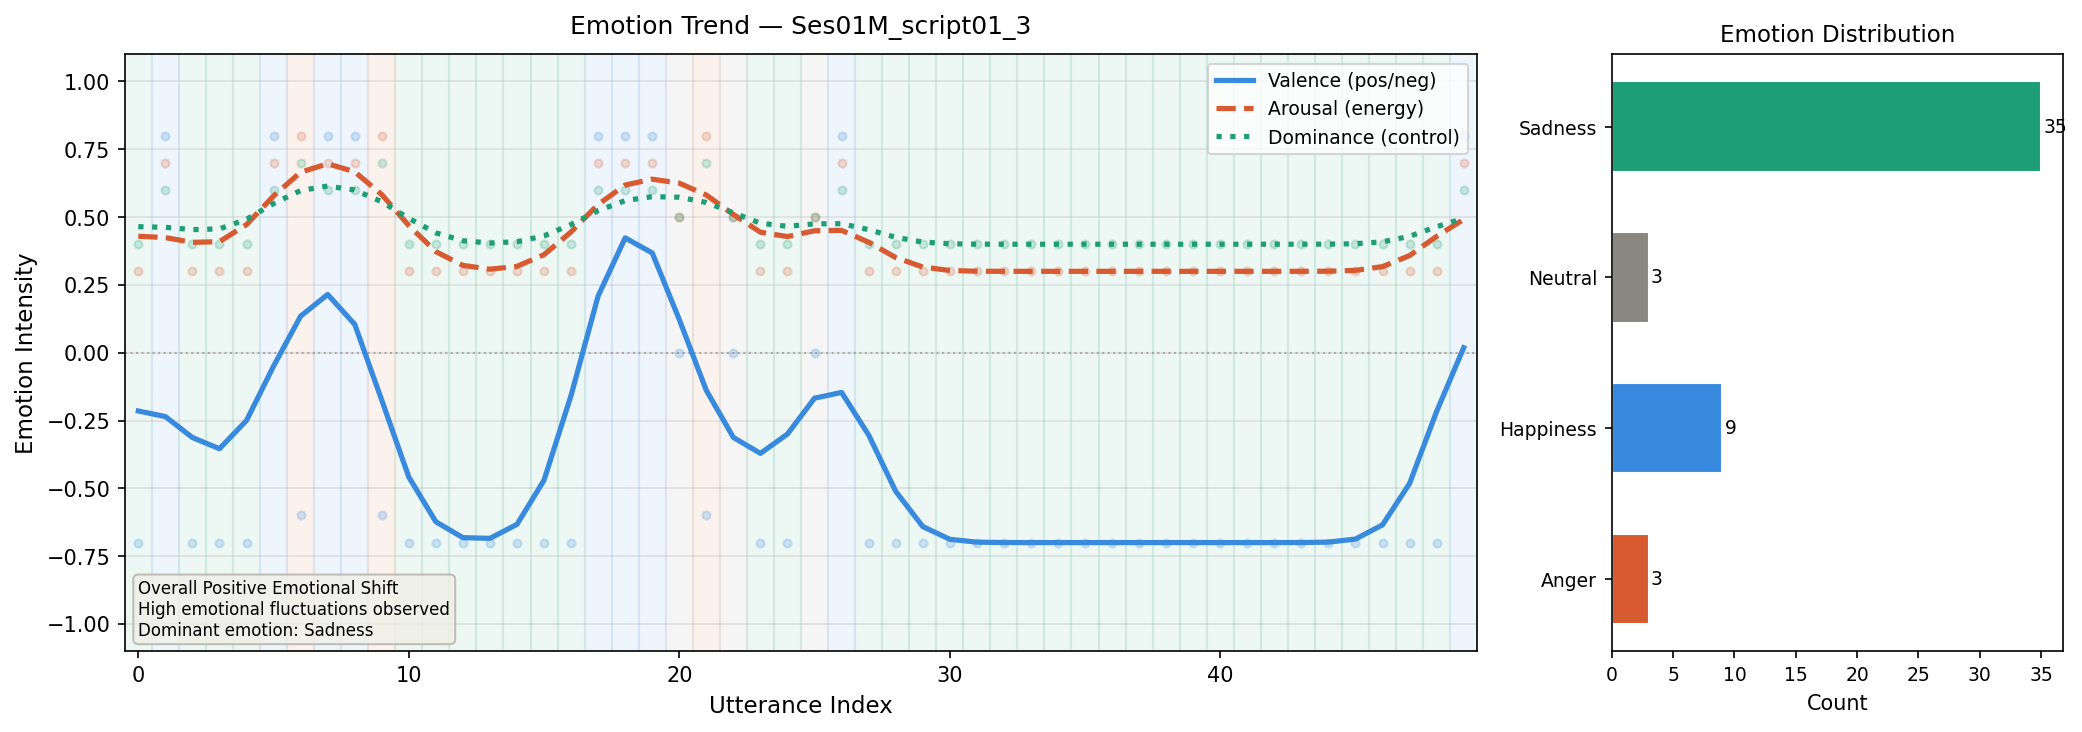 Emotion Trend — Ses01M_script01_3
Emotion Intensity
1.00
0.75
0.50
0.25
0.00
−0.25
−0.50
−0.75
−1.00
Valence (pos/neg)
Arousal (energy)
Dominance (control)
Overall Positive Emotional Shift
High emotional fluctuations observed
Dominant emotion: Sadness
0 10 20 30 40
Utterance Index
Emotion Distribution
Sadness 35
Neutral 3
Happiness 9
Anger 3
0 5 10 15 20 25 30 35
Count